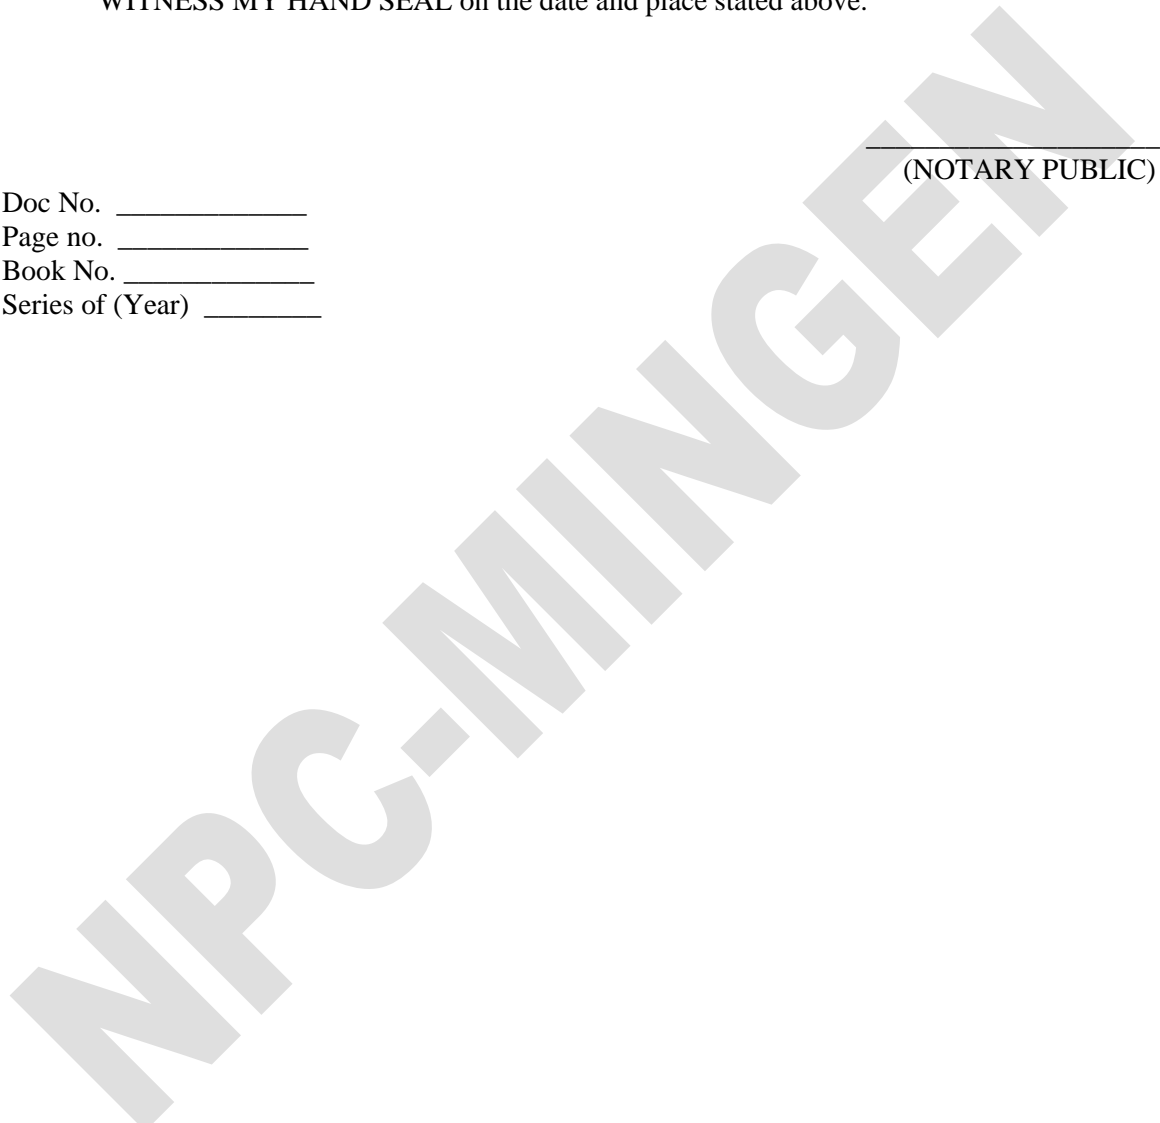 WITNESS MY HAND SEAL on the date and place stated above.
____________________
(NOTARY PUBLIC)
Doc No. _____________
Page no. _____________
Book No. _____________
Series of (Year) ________
NPC-MINGEN